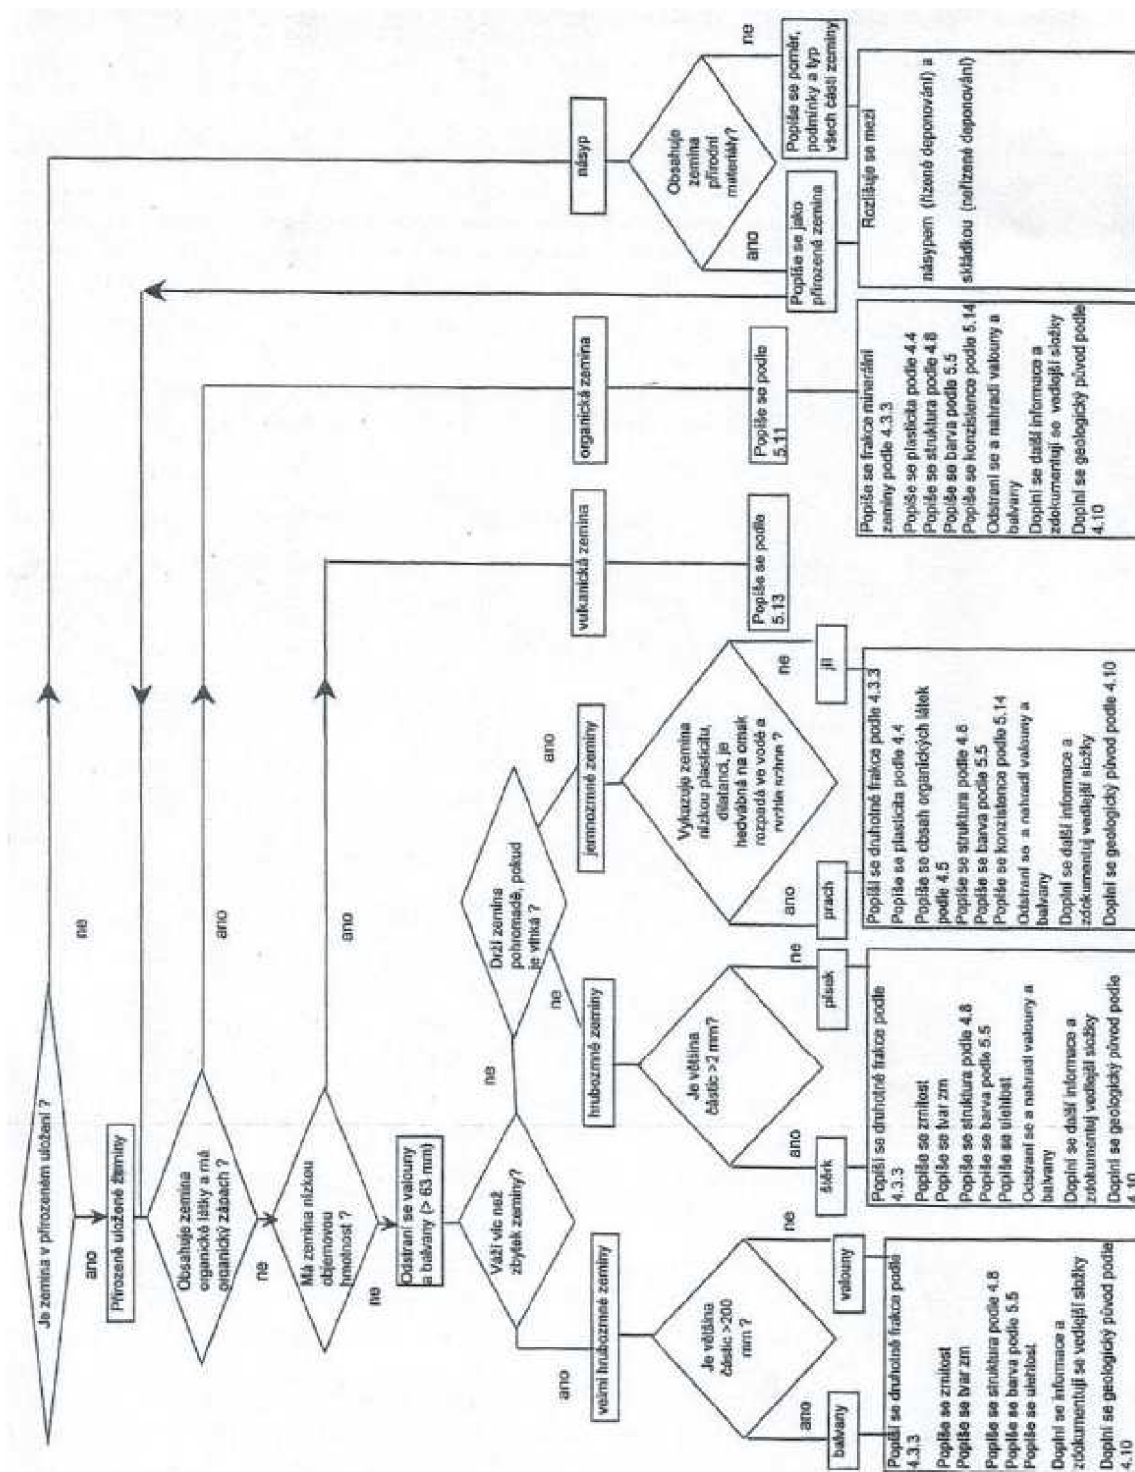 Je zemina v přirozeném uložení ?
ne
ano
Přirozeně uložené zeminy
Obsahuje zemina
organické látky a má
organický zápach ?
ano
ne
Má zemina nízkou
objemovou
hmotnost ?
ano
ne
Odstraní se valouny
a balvany (> 63 mm)
Váží víc než
zbytek zeminy?
ne
ano
Drží zemina
pohromadě, pokud
je vlhká ?
ano
ne
velmi hrubozrnné zeminy
hrubozrnné zeminy
jemnozrnné zeminy
vulkanická zemina
organická zemina
násyp
Je většina
částic >200
mm ?
ano
ne
balvany
valouny
Popíší se druhotné frakce podle
4.3.3
Popíše se zrnitost
Popíše se tvar zrn
Popíše se struktura podle 4.8
Popíše se barva podle 5.5
Popíše se ulehlost
Doplní se informace a
zdokumentují se vedlejší složky
Doplní se geologický původ podle
4.10
Je většina
částic >2 mm?
ano
ne
štěrk
písek
Popíší se druhotné frakce podle
4.3.3
Popíše se zrnitost
Popíše se tvar zrn
Popíše se struktura podle 4.8
Popíše se barva podle 5.5
Popíše se ulehlost
Odstraní se a nahradí valouny a
balvany
Doplní se další informace a
zdokumentuj vedlejší složky
Doplní se geologický původ podle
4.10
Vykazuje zemina
nízkou plasticitu,
dilatanci, je
hedvábná na omak
rozpadá ve vodě a
rychle schne ?
ano
ne
prach
jíl
Popíší se druhotné frakce podle 4.3.3
Popíše se plasticita podle 4.4
Popíše se obsah organických látek
podle 4.5
Popíše se struktura podle 4.8
Popíše se barva podle 5.5
Popíše se konzistence podle 5.14
Odstraní se a nahradí valouny a
balvany
Doplní se další informace a
zdokumentuj vedlejší složky
Doplní se geologický původ podle 4.10
Popíše se podle
5.13
Popíše se podle
5.11
Popíše se frakce minerální
zeminy podle 4.3.3
Popíše se plasticita podle 4.4
Popíše se struktura podle 4.8
Popíše se barva podle 5.5
Popíše se konzistence podle 5.14
Odstraní se a nahradí valouny a
balvany
Doplní se další informace a
zdokumentují se vedlejší složky
Doplní se geologický původ podle
4.10
Obsahuje
zemina
přírodní
materiály?
ano
ne
Popíše se jako
přirozená zemina
Popíše se poměr,
podmínky a typ
všech částí zeminy
Rozlišuje se mezi
násypem (řízené deponování) a
skládkou (neřízené deponování)